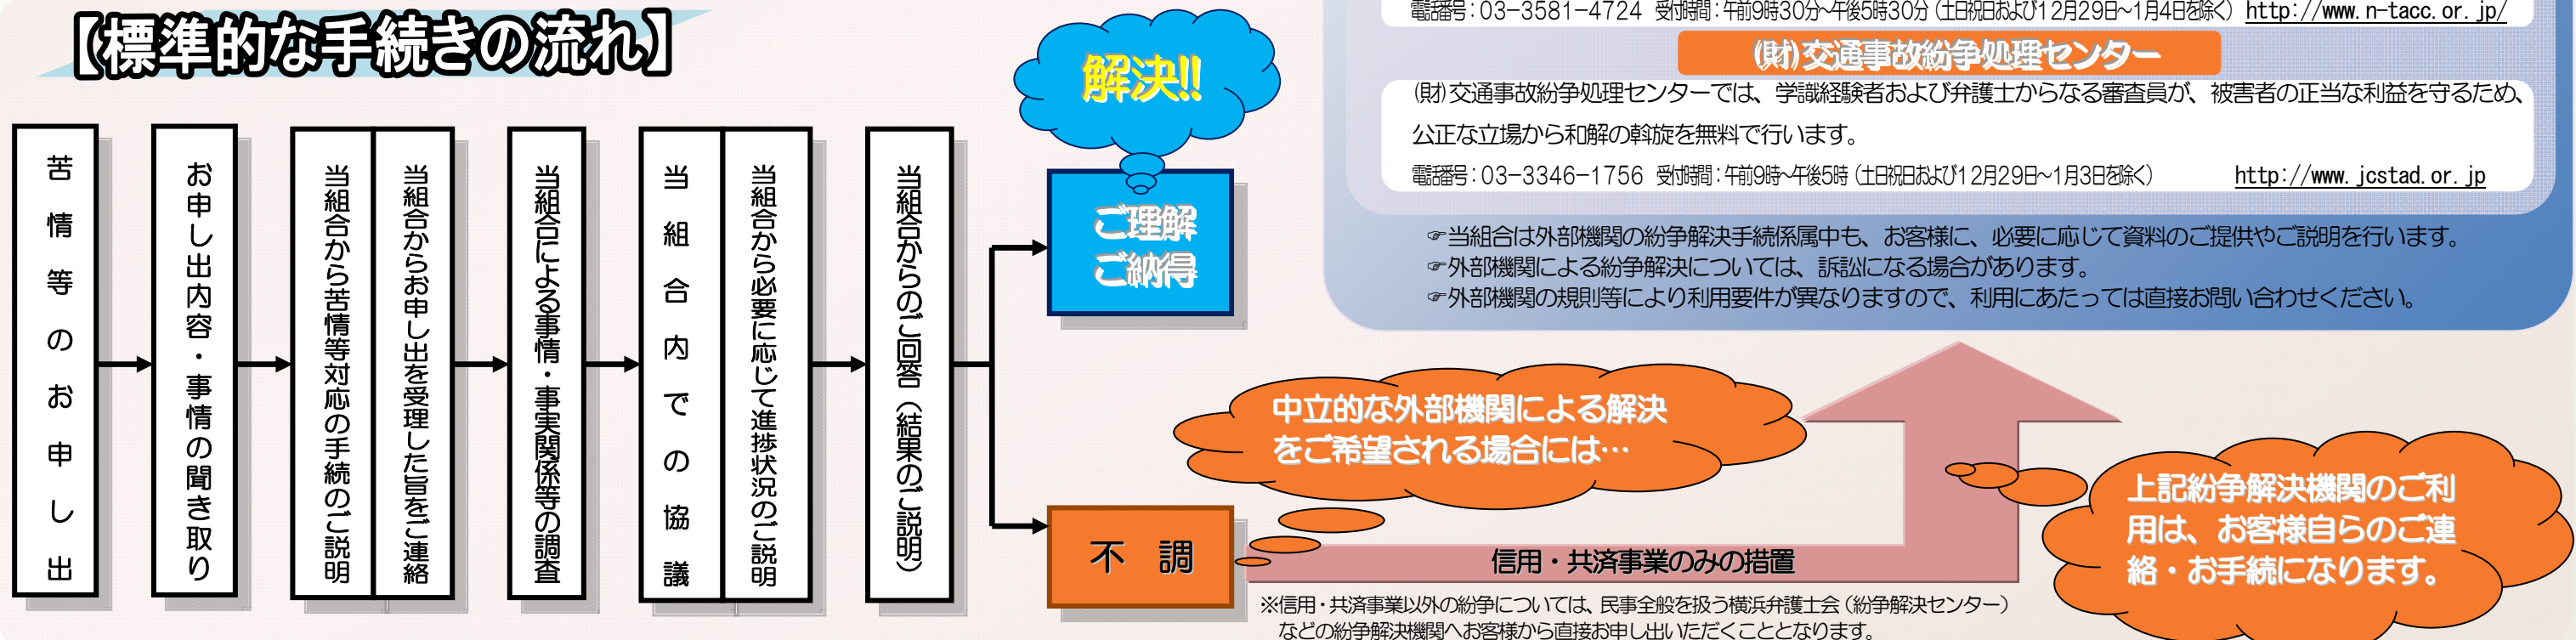 【標準的な手続きの流れ】
苦情等のお申し出
お申し出内容・事情の聞き取り
当組合からお申し出を受理した旨をご連絡
当組合から苦情等対応の手続のご説明
当組合による事情・事実関係等の調査
当組合内での協議
当組合から必要に応じて進捗状況のご説明
当組合からのご回答（結果のご説明）
解決!!
ご理解
ご納得
不　調
中立的な外部機関による解決
をご希望される場合には…
信用・共済事業のみの措置
※信用・共済事業以外の紛争については、民事全般を扱う横浜弁護士会（紛争解決センター）
などの紛争解決機関へお客様から直接お申し出いただくこととなります。
電話番号：03-3581-4724 受付時間：午前9時30分～午後5時30分（土日祝日および12月29日～1月4日を除く） http://www.n-tacc.or.jp/
(財)交通事故紛争処理センター
(財)交通事故紛争処理センターでは、学識経験者および弁護士からなる審査員が、被害者の正当な利益を守るため、
公正な立場から和解の斡旋を無料で行います。
電話番号：03-3346-1756 受付時間：午前9時～午後5時（土日祝日および12月29日～1月3日を除く） http://www.jcstad.or.jp
☞当組合は外部機関の紛争解決手続係属中も、お客様に、必要に応じて資料のご提供やご説明を行います。
☞外部機関による紛争解決については、訴訟になる場合があります。
☞外部機関の規則等により利用要件が異なりますので、利用にあたっては直接お問い合わせください。
上記紛争解決機関のご利
用は、お客様自らのご連
絡・お手続になります。